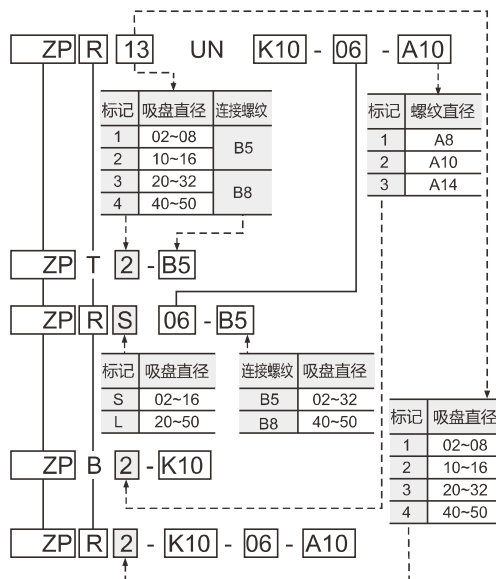 ZP R 13 UN K10 - 06 - A10
标记 吸盘直径 连接螺纹
1 02~08 B5
2 10~16
3 20~32 B8
4 40~50
标记 螺纹直径
1 A8
2 A10
3 A14
ZP T 2 - B5
ZP R S 06 - B5
标记 吸盘直径
S 02~16
L 20~50
连接螺纹 吸盘直径
B5 02~32
B8 40~50
标记 吸盘直径
1 02~08
2 10~16
3 20~32
4 40~50
ZP B 2 - K10
ZP R 2 - K10 - 06 - A10